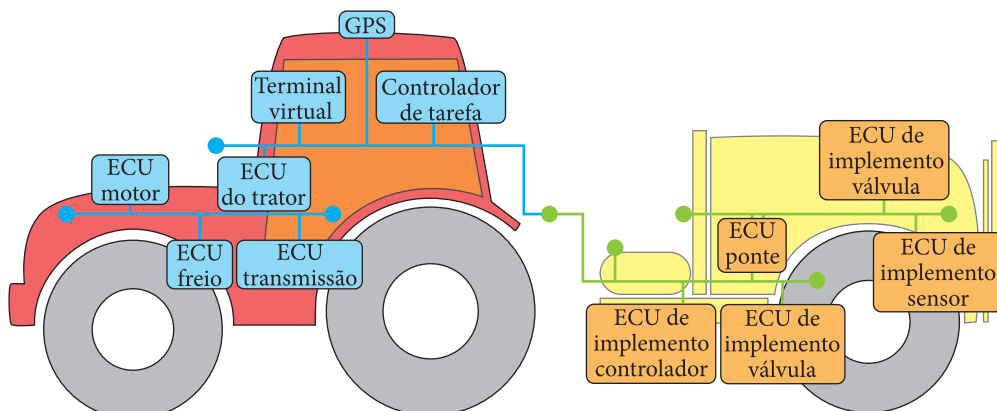 GPS
Terminal
virtual
Controlador
de tarefa
ECU
motor
ECU
do trator
ECU
freio
ECU
transmissão
ECU de
implemento
válvula
ECU
ponte
ECU de
implemento
sensor
ECU de
implemento
controlador
ECU de
implemento
válvula